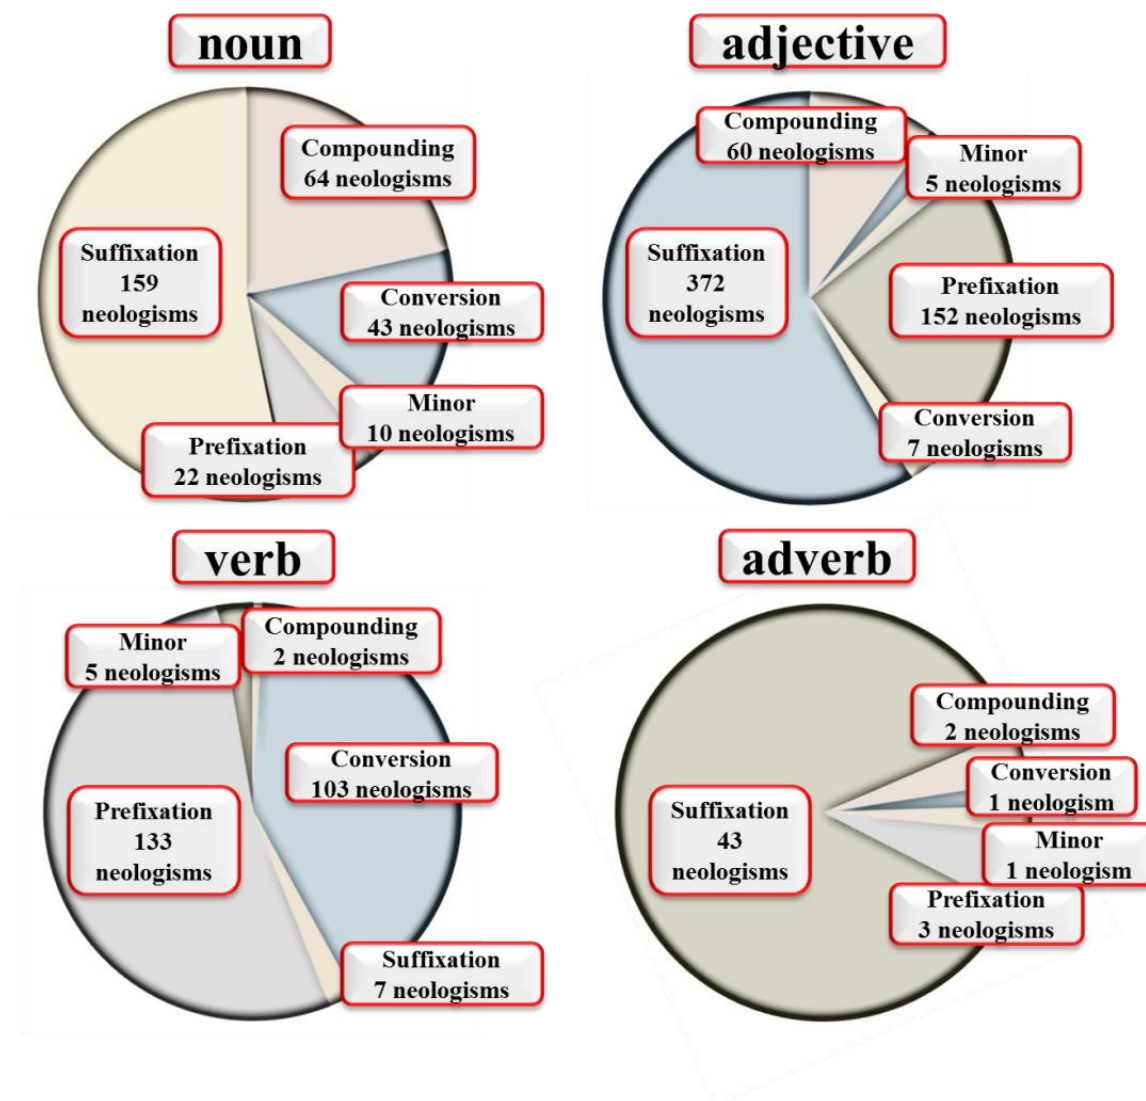 noun
Compounding
64 neologisms
Suffixation
159
neologisms
Conversion
43 neologisms
Minor
10 neologisms
Prefixation
22 neologisms
adjective
Compounding
60 neologisms
Minor
5 neologisms
Suffixation
372
neologisms
Prefixation
152 neologisms
Conversion
7 neologisms
verb
Compounding
2 neologisms
Minor
5 neologisms
Conversion
103 neologisms
Prefixation
133
neologisms
Suffixation
7 neologisms
adverb
Compounding
2 neologisms
Conversion
1 neologism
Suffixation
43
neologisms
Minor
1 neologism
Prefixation
3 neologisms